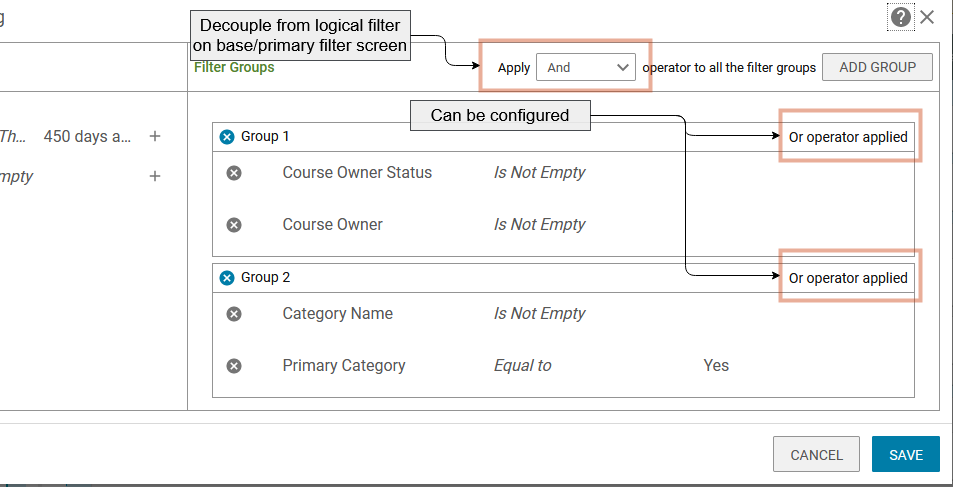 g
?
Decouple from logical filter
on base/primary filter screen
Filter Groups
Apply And operator to all the filter groups ADD GROUP
Can be configured
Th... 450 days a... +
mpty +
Group 1 Or operator applied
Course Owner Status Is Not Empty
Course Owner Is Not Empty
Group 2 Or operator applied
Category Name Is Not Empty
Primary Category Equal to Yes
CANCEL SAVE